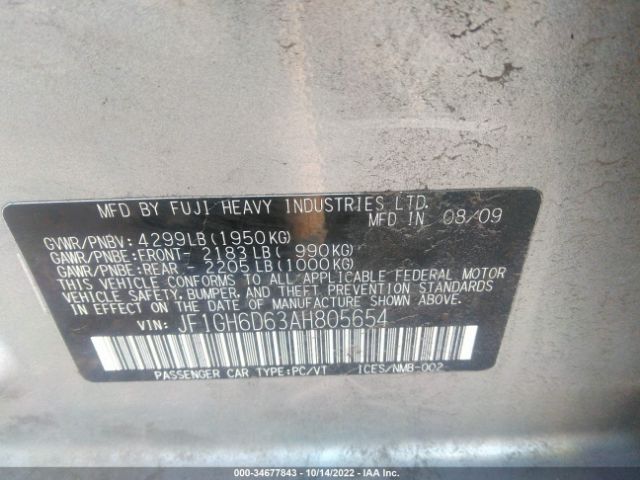 MFD BY FUJI HEAVY INDUSTRIES LTD.
MFD IN 08/09
GVWR/PNBV: 4299LB(1950KG)
GAWR/PNBE:FRONT- 2183LB( 990KG)
GAWR/PNBE:REAR - 2205LB(1000KG)
THIS VEHICLE CONFORMS TO ALL APPLICABLE FEDERAL MOTOR
VEHICLE SAFETY, BUMPER, AND THEFT PREVENTION STANDARDS
IN EFFECT ON THE DATE OF MANUFACTURE SHOWN ABOVE.
VIN: JF1GH6D63AH805654
PASSENGER CAR TYPE:PC/VT ICES/NMB-002
000-34677843 | 10/14/2022 | IAA Inc.